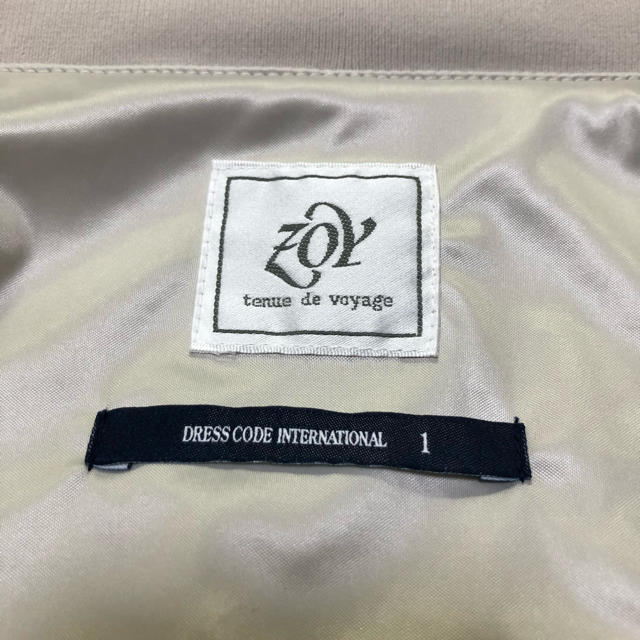 ZOY
tenue de voyage
DRESS CODE INTERNATIONAL 1